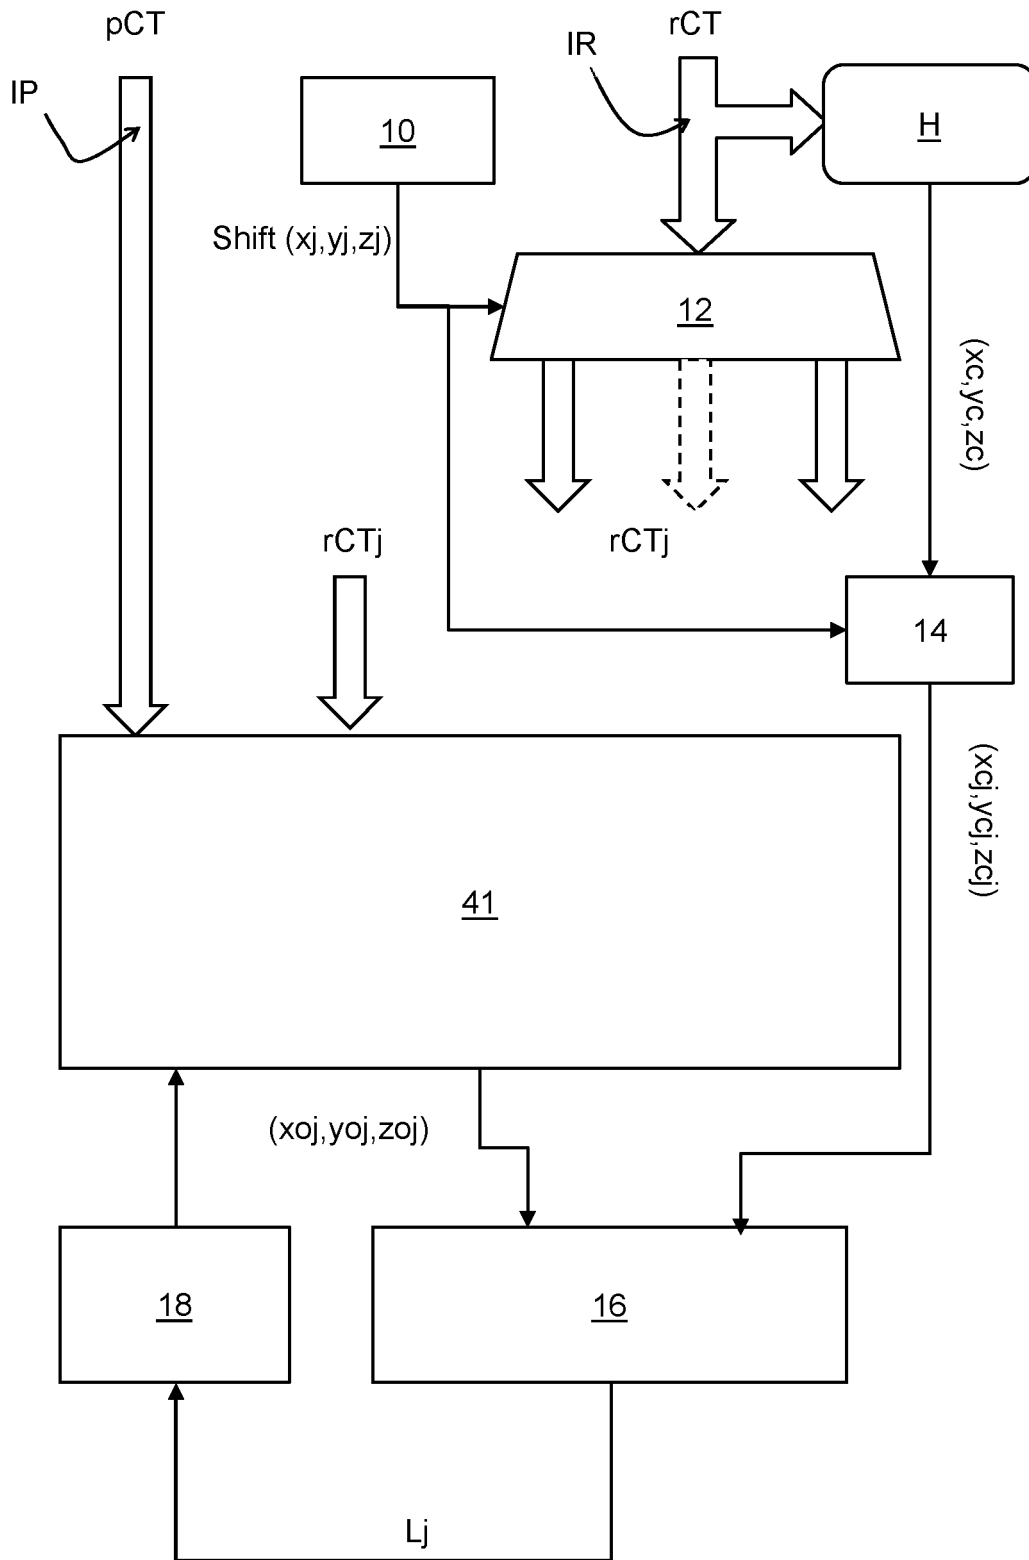 pCT
rCT
IP
IR
10
H
Shift (xj,yj,zj)
12
(xc,yc,zc)
rCTj
rCTj
14
(xcj,ycj,zcj)
41
(xoj,yoj,zoj)
18
16
Lj